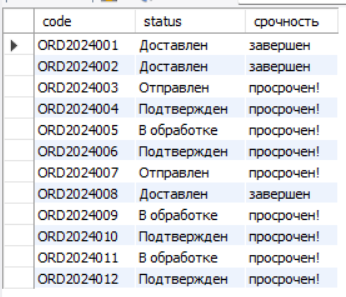 code status срочность
ORD2024001 Доставлен завершен
ORD2024002 Доставлен завершен
ORD2024003 Отправлен просрочен!
ORD2024004 Подтвержден просрочен!
ORD2024005 В обработке просрочен!
ORD2024006 Подтвержден просрочен!
ORD2024007 Отправлен просрочен!
ORD2024008 Доставлен завершен
ORD2024009 В обработке просрочен!
ORD2024010 Подтвержден просрочен!
ORD2024011 В обработке просрочен!
ORD2024012 Подтвержден просрочен!